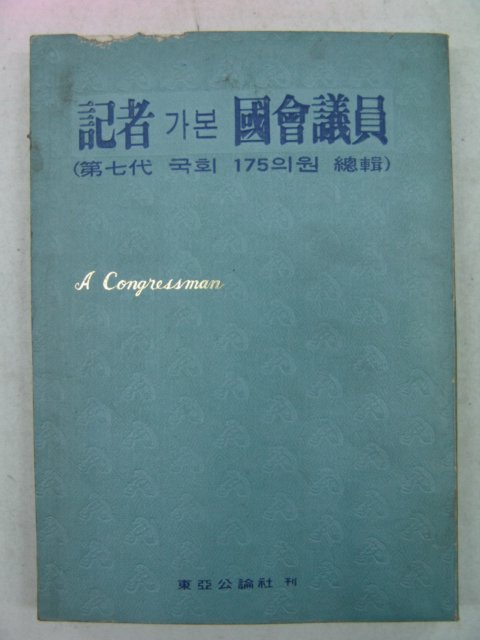 記者 가본 國會議員
(第七代 국회 175의원 總輯)
A Congressman
東亞公論社 刊